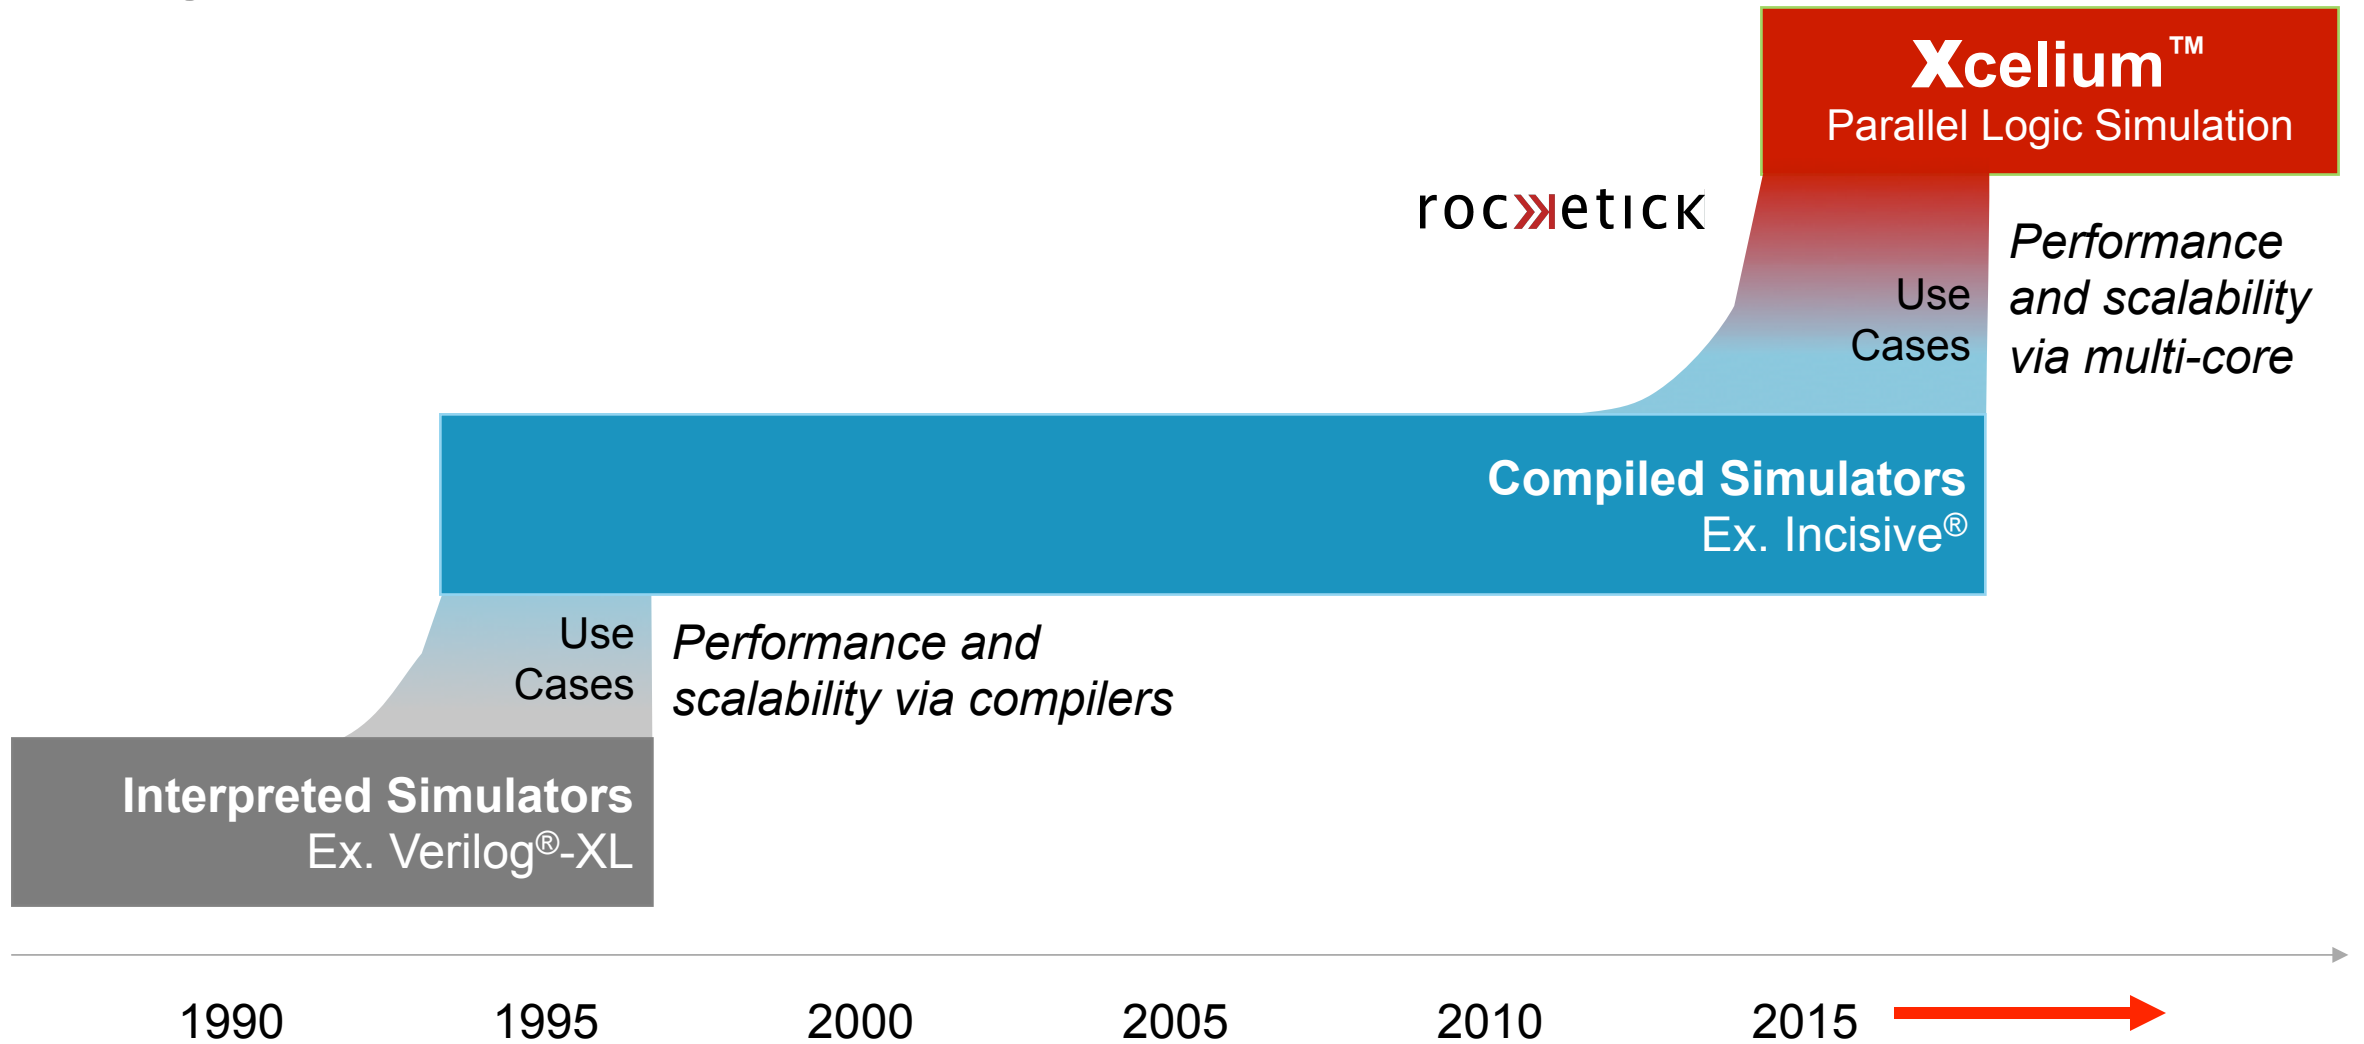 Xcelium™
Parallel Logic Simulation
rocketick
Use
Cases
Performance
and scalability
via multi-core
Compiled Simulators
Ex. Incisive®
Use
Cases
Performance and
scalability via compilers
Interpreted Simulators
Ex. Verilog®-XL
1990 1995 2000 2005 2010 2015